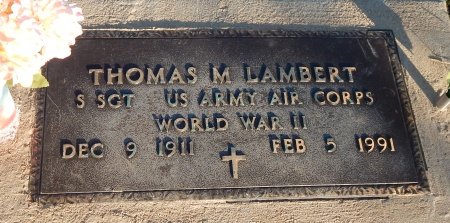 THOMAS M LAMBERT
S SGT US ARMY AIR CORPS
WORLD WAR II
DEC 9 1911 FEB 5 1991